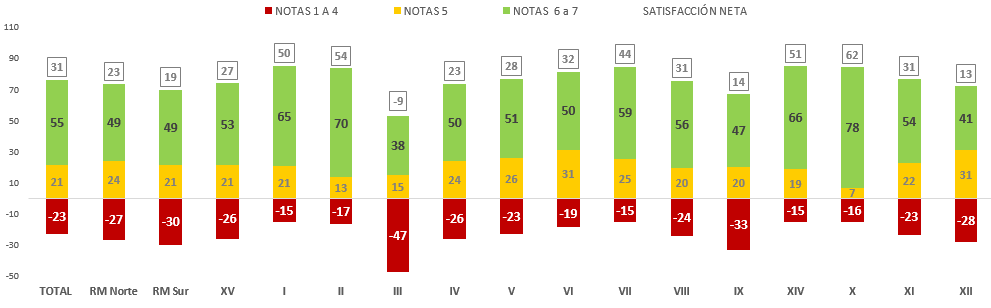 NOTAS 1 A 4 NOTAS 5 NOTAS 6 a 7 SATISFACCIÓN NETA
110
90
70
50
30
10
-10
-30
-50
31 23 19 27 50 54 -9 23 28 32 44 31 14 51 62 31 13
55 49 49 53 65 70 38 50 51 50 59 56 47 66 78 54 41
21 24 21 21 21 13 15 24 26 31 25 20 20 19 7 22 31
-23 -27 -30 -26 -15 -17 -47 -26 -23 -19 -15 -24 -33 -15 -16 -23 -28
TOTAL RM Norte RM Sur XV I II III IV V VI VII VIII IX XIV X XI XII